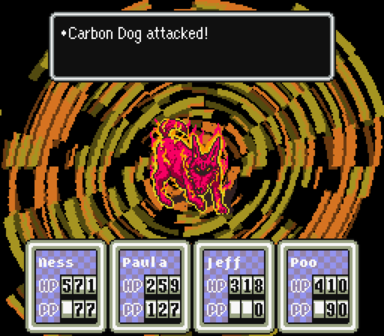 •Carbon Dog attacked!
Ness Paula Jeff Poo
HP 571 HP 259 HP 318 HP 410
PP 77 PP 127 PP 0 PP 90